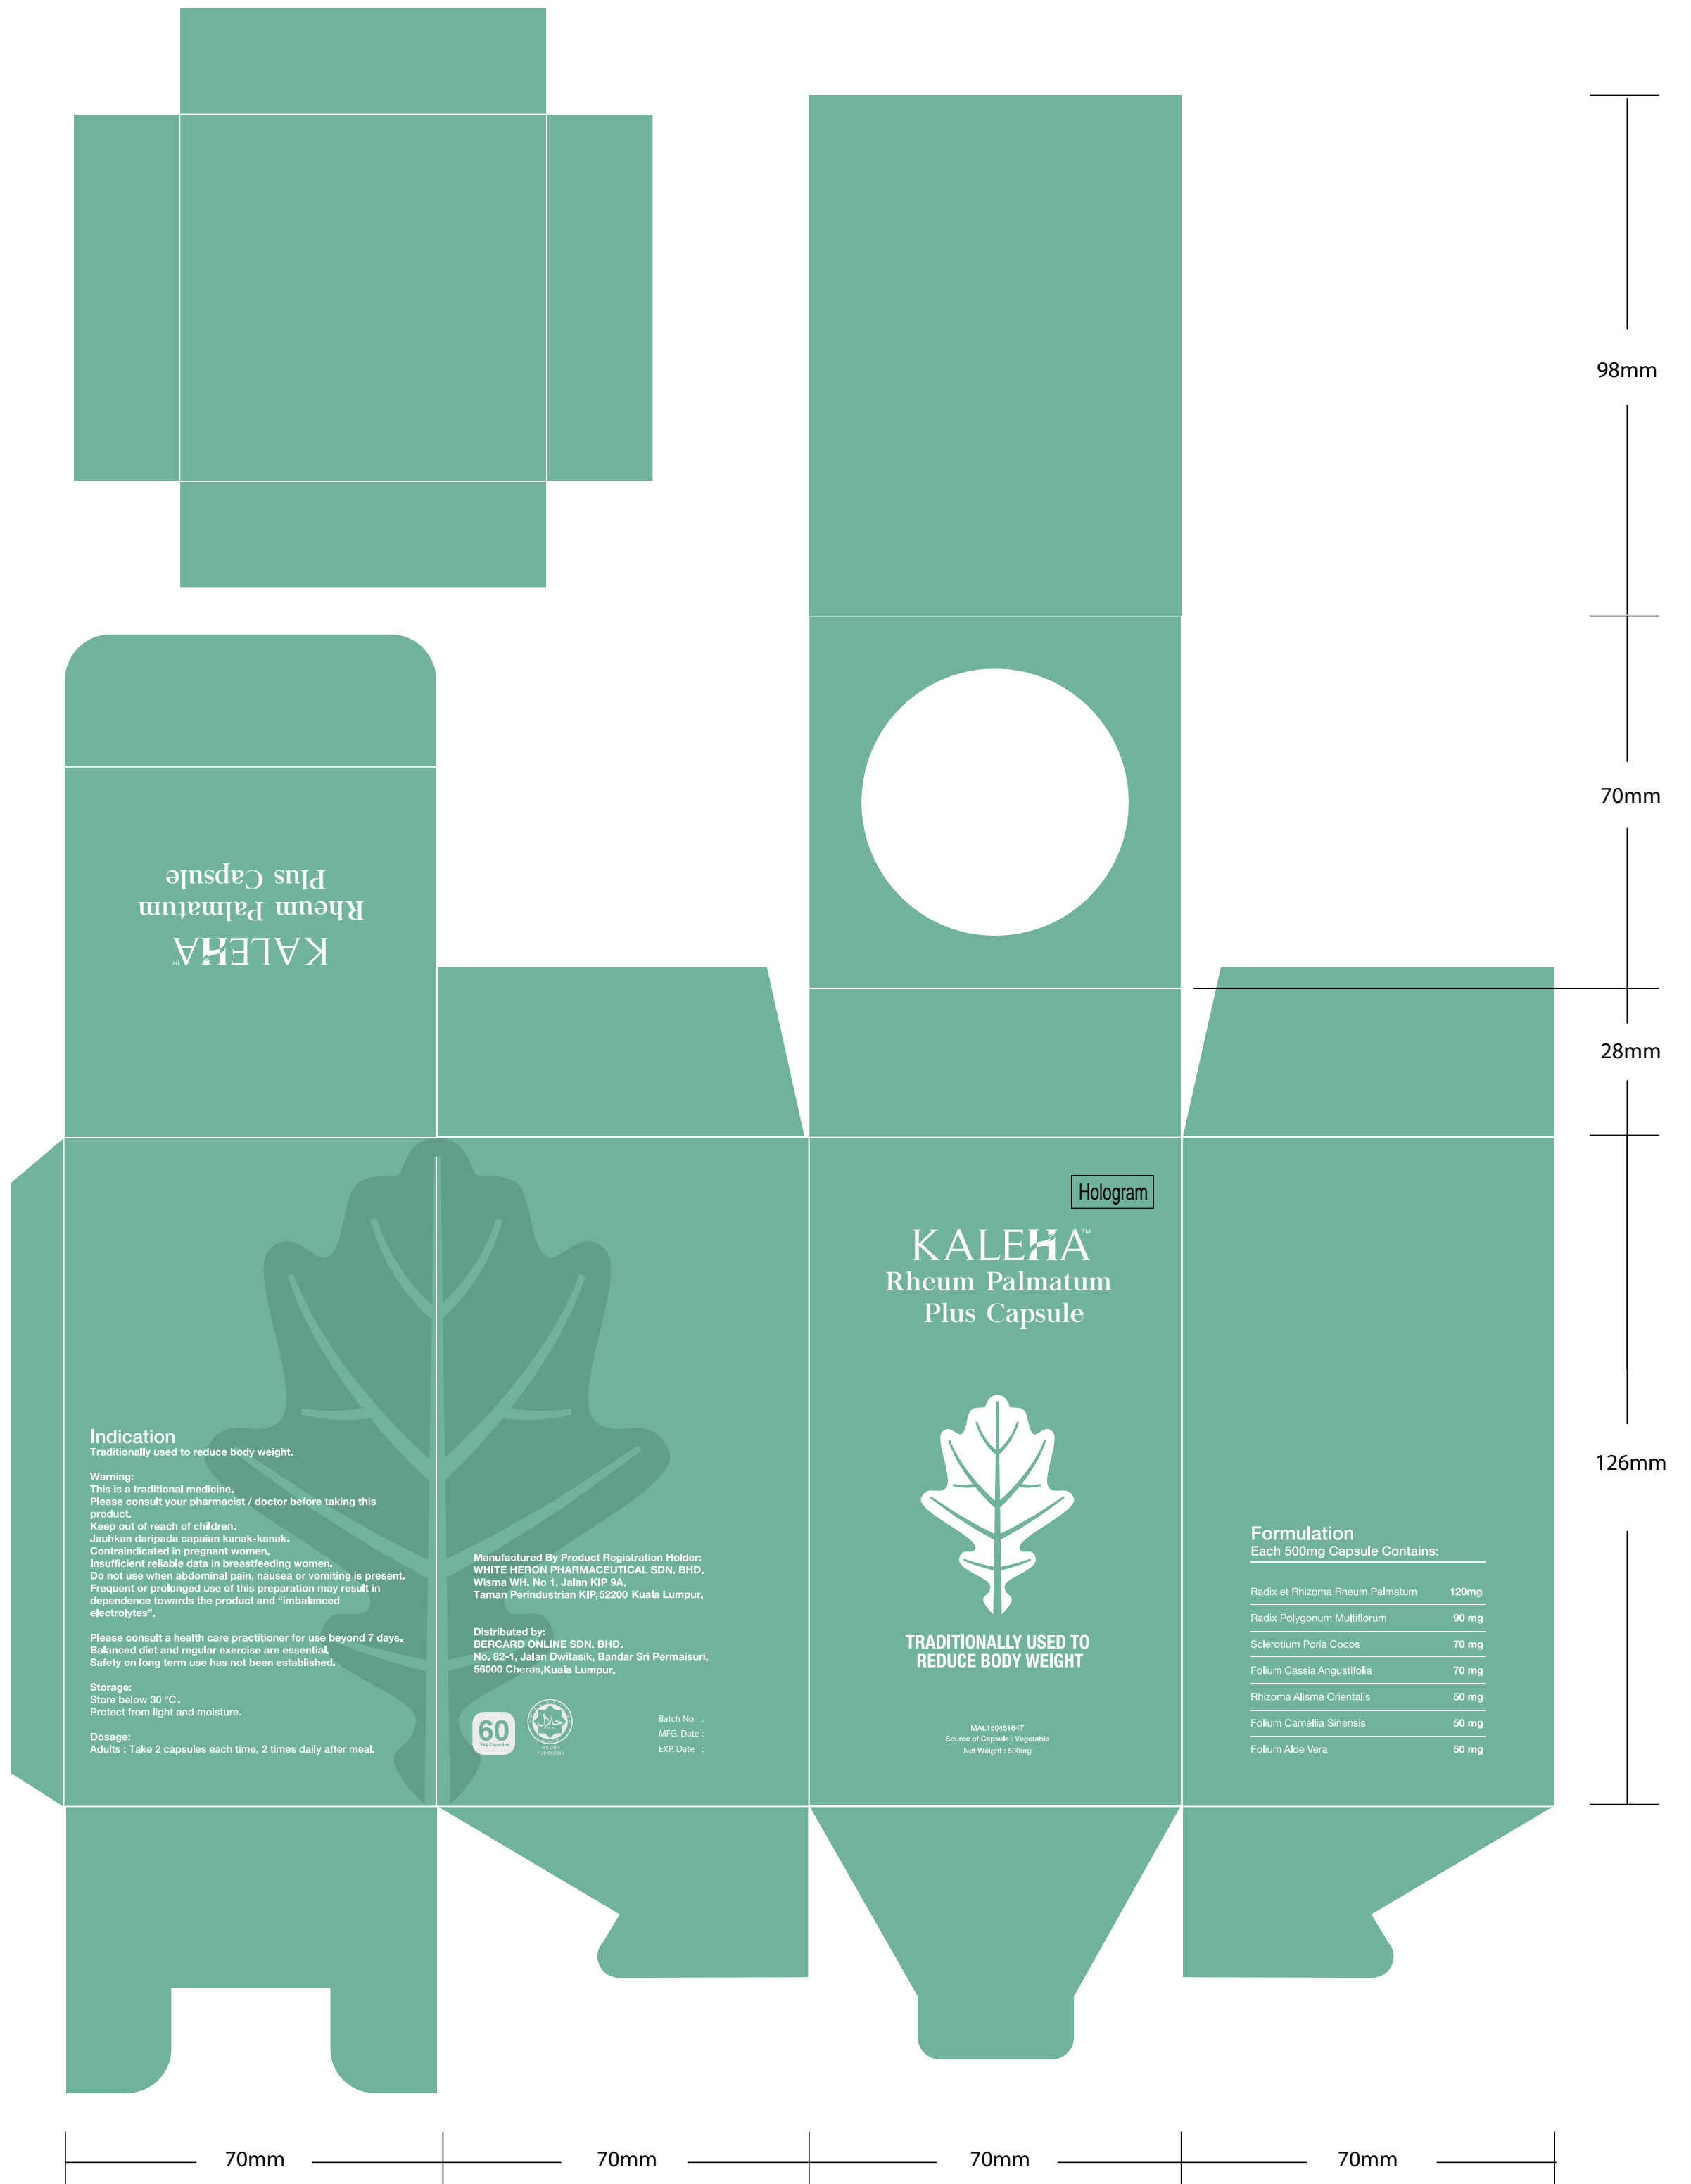 98mm
70mm
KALEHA™
Rheum Palmatum
Plus Capsule
28mm
Hologram
KALEHA™
Rheum Palmatum
Plus Capsule
TRADITIONALLY USED TO
REDUCE BODY WEIGHT
MAL15045164T
Source of Capsule : Vegetable
Net Weight : 500mg
126mm
Indication
Traditionally used to reduce body weight.
Warning:
This is a traditional medicine.
Please consult your pharmacist / doctor before taking this
product.
Keep out of reach of children.
Jauhkan daripada capaian kanak-kanak.
Contraindicated in pregnant women.
Insufficient reliable data in breastfeeding women.
Do not use when abdominal pain, nausea or vomiting is present.
Frequent or prolonged use of this preparation may result in
dependence towards the product and “imbalanced
electrolytes”.
Please consult a health care practitioner for use beyond 7 days.
Balanced diet and regular exercise are essential.
Safety on long term use has not been established.
Storage:
Store below 30 °C.
Protect from light and moisture.
Dosage:
Adults : Take 2 capsules each time, 2 times daily after meal.
Manufactured By Product Registration Holder:
WHITE HERON PHARMACEUTICAL SDN. BHD.
Wisma WH. No 1, Jalan KIP 9A,
Taman Perindustrian KIP,52200 Kuala Lumpur.
Distributed by:
BERCARD ONLINE SDN. BHD.
No. 82-1, Jalan Dwitasik, Bandar Sri Permaisuri,
56000 Cheras,Kuala Lumpur.
60
Veg Capsules
حلال
Batch No :
MFG. Date :
EXP. Date :
Formulation
Each 500mg Capsule Contains:
Radix et Rhizoma Rheum Palmatum 120mg
Radix Polygonum Multiflorum 90 mg
Sclerotium Poria Cocos 70 mg
Folium Cassia Angustifolia 70 mg
Rhizoma Alisma Orientalis 50 mg
Folium Camellia Sinensis 50 mg
Folium Aloe Vera 50 mg
70mm
70mm
70mm
70mm